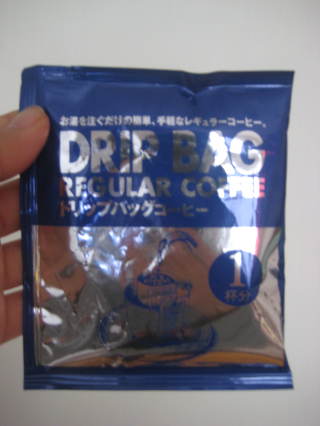 お湯を注ぐだけの簡単、手軽なレギュラーコーヒー。
DRIP BAG
REGULAR COFFEE
ドリップバッグコーヒー
1
杯分